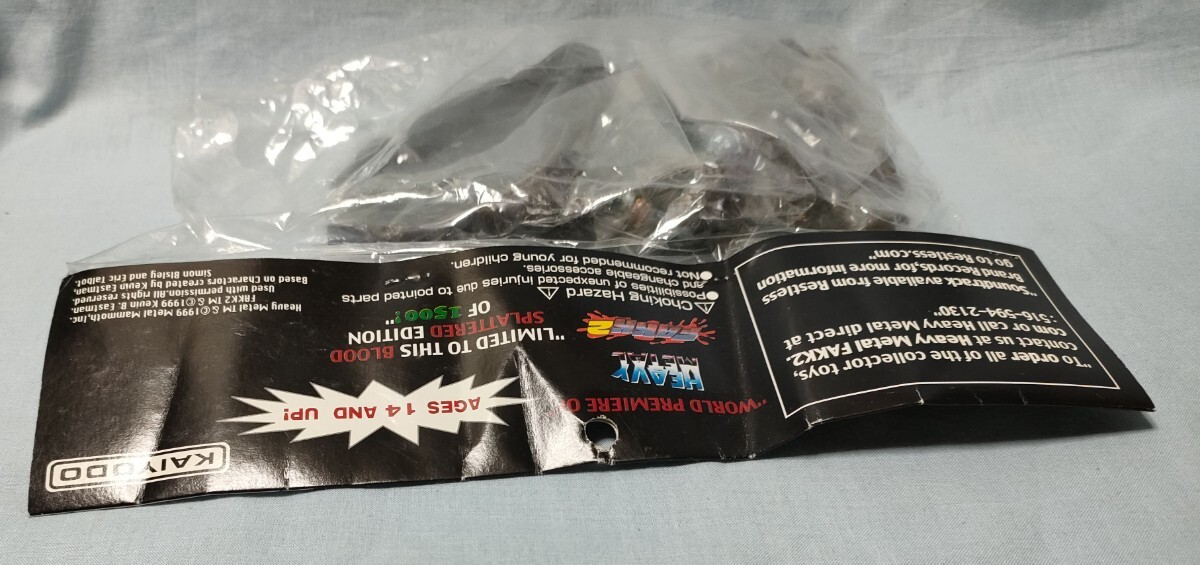 "WORLD PREMIERE O
HEAVY
METAL
FAKK 2
"LIMITED TO THIS BLOOD
SPLATTERED EDITION
OF 1500!"
AGES 14 AND UP!
KAIYODO
⚠Choking Hazard
●Possibilities of unexpected injuries due to pointed parts
and changeable accessories.
●Not recommended for young children.
Heavy Metal TM & ©1999 Metal Mammoth,Inc.
FAKK2 TM & ©1999 Kevin B. Eastman.
Used with permission. All rights reserved.
Based on Characters created by Kevin Eastman,
Simon Bisley and Eric Talbot.
"To order all of the collector toys,
contact us at Heavy Metal FAKK2.
com or call Heavy Metal direct at
: 516-594-2130"
"Soundtrack available from Restless
Brand Records,for more information
go to Restless.com"